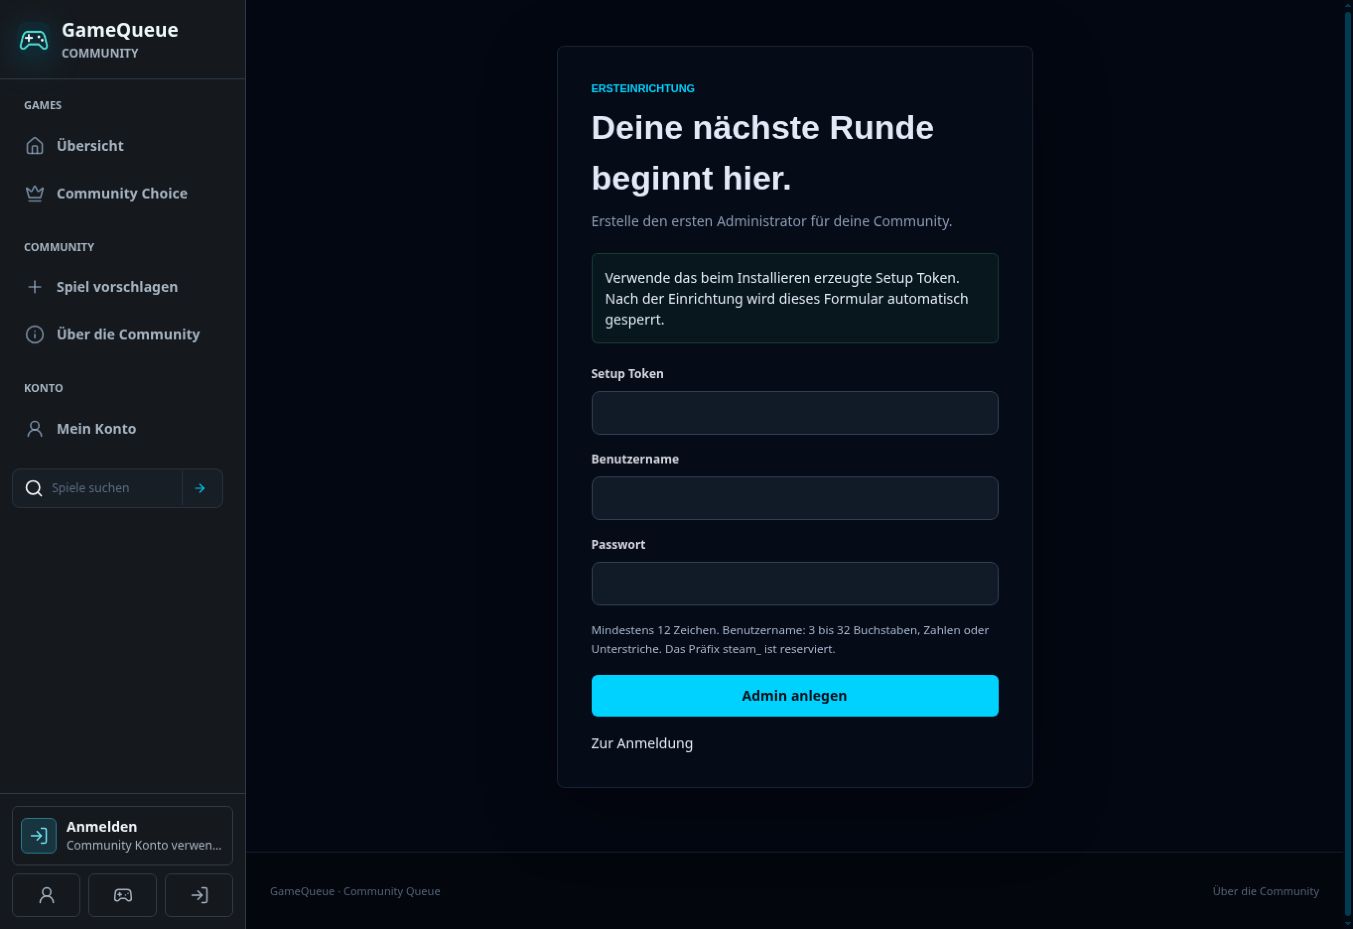 GameQueue
COMMUNITY
GAMES
Übersicht
Community Choice
COMMUNITY
Spiel vorschlagen
Über die Community
KONTO
Mein Konto
Spiele suchen
Anmelden
Community Konto verwen...
ERSTEINRICHTUNG
Deine nächste Runde
beginnt hier.
Erstelle den ersten Administrator für deine Community.
Verwende das beim Installieren erzeugte Setup Token.
Nach der Einrichtung wird dieses Formular automatisch
gesperrt.
Setup Token
Benutzername
Passwort
Mindestens 12 Zeichen. Benutzername: 3 bis 32 Buchstaben, Zahlen oder
Unterstriche. Das Präfix steam_ ist reserviert.
Admin anlegen
Zur Anmeldung
GameQueue · Community Queue
Über die Community